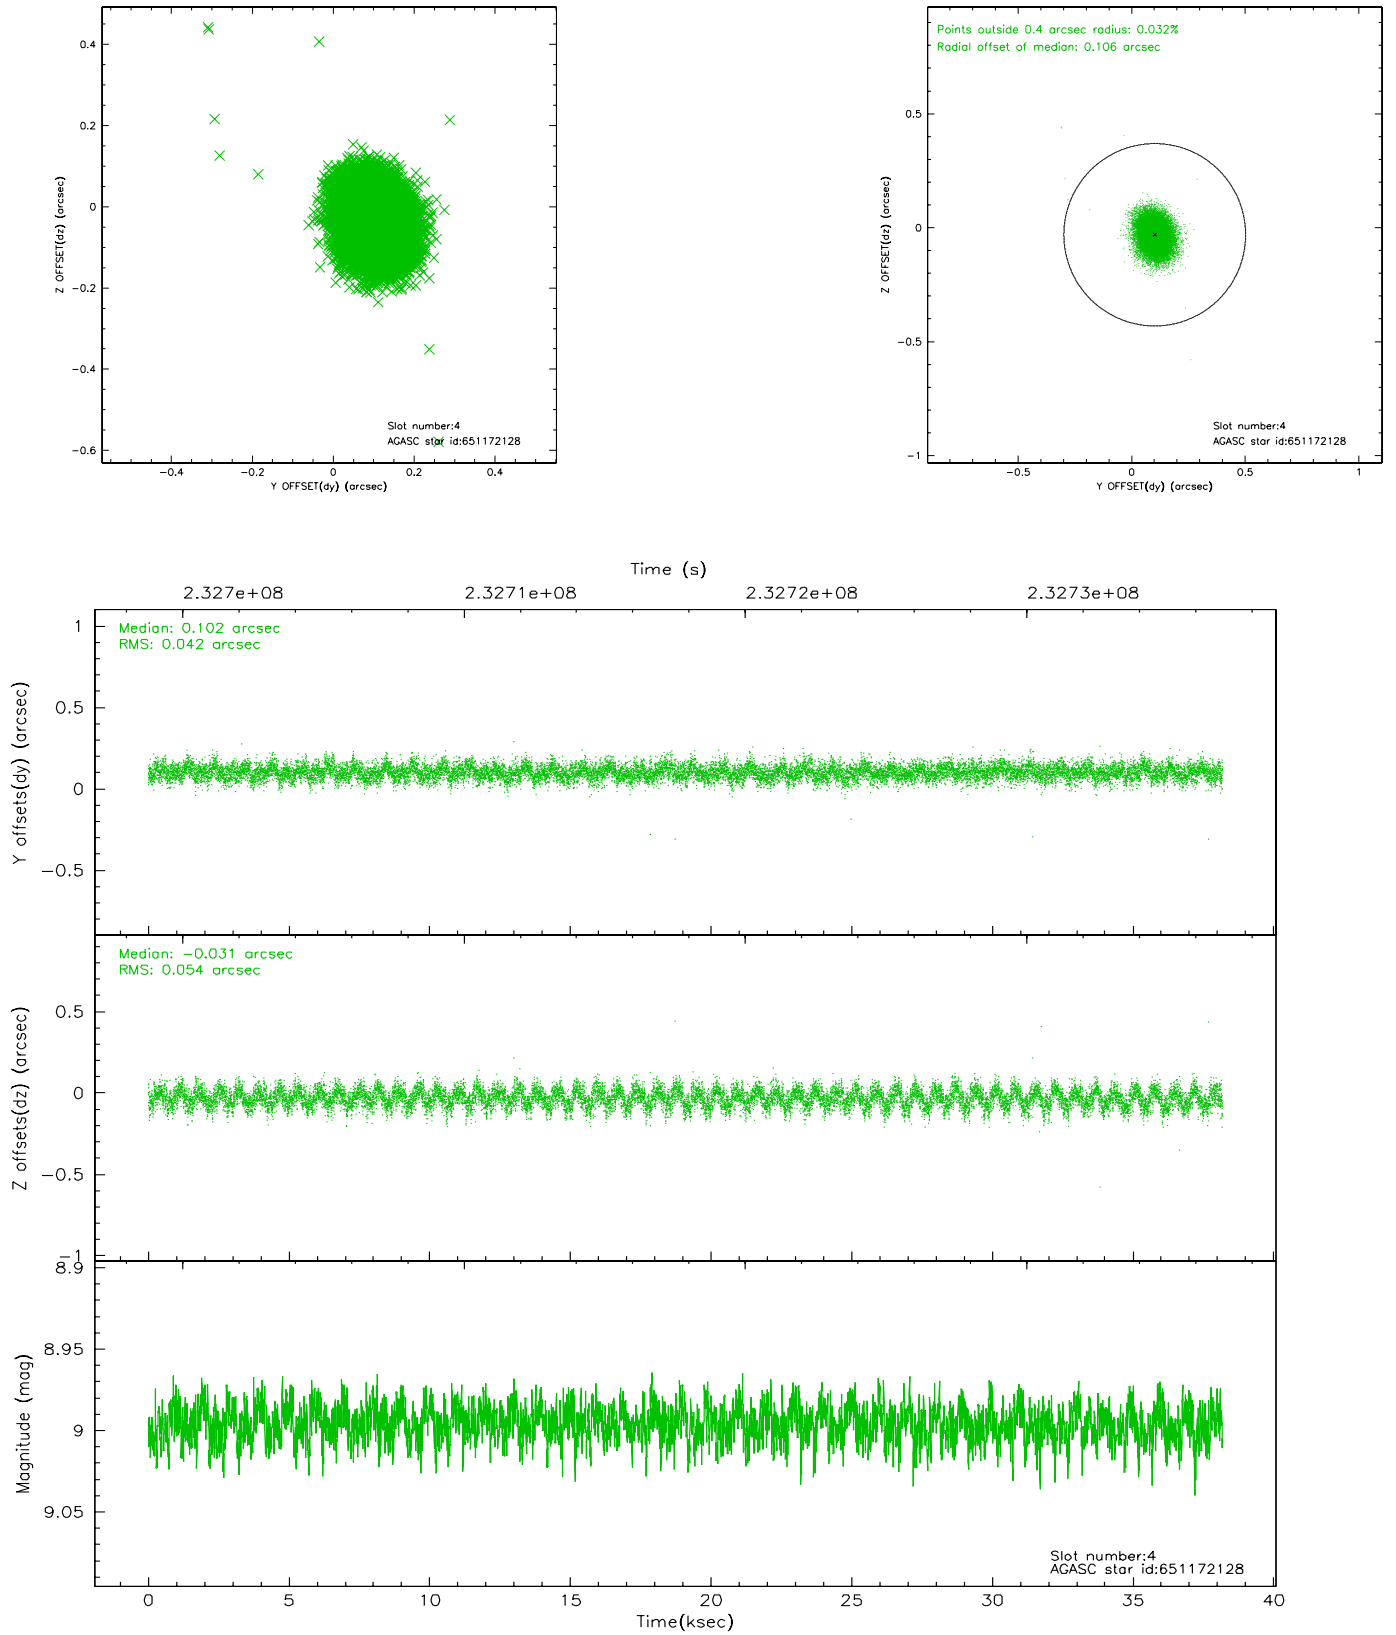 0.4
0.2
0
−0.2
−0.4
−0.6
Z OFFSET(dz) (arcsec)
−0.4 −0.2 0 0.2 0.4
Y OFFSET(dy) (arcsec)
Slot number:4
AGASC star id:651172128
Points outside 0.4 arcsec radius: 0.032%
Radial offset of median: 0.106 arcsec
0.5
0
−0.5
−1
Z OFFSET(dz) (arcsec)
−0.5 0 0.5 1
Y OFFSET(dy) (arcsec)
Slot number:4
AGASC star id:651172128
Time (s)
2.327e+08 2.3271e+08 2.3272e+08 2.3273e+08
Median: 0.102 arcsec
RMS: 0.042 arcsec
1
0.5
0
−0.5
Y offsets(dy) (arcsec)
Median: −0.031 arcsec
RMS: 0.054 arcsec
0.5
0
−0.5
−1
Z offsets(dz) (arcsec)
8.9
8.95
9
9.05
Magnitude (mag)
Slot number:4
AGASC star id:651172128
0 5 10 15 20 25 30 35 40
Time(ksec)